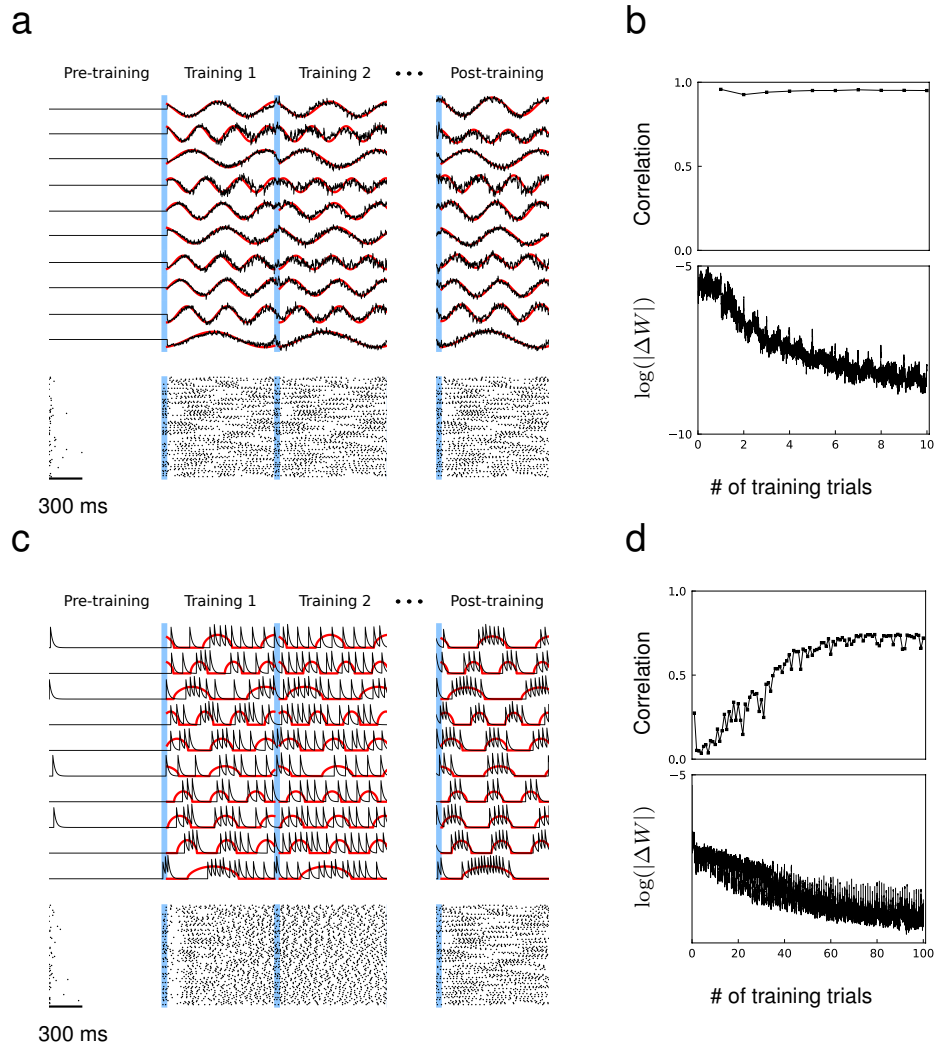 a
Pre-training Training 1 Training 2 ••• Post-training
300 ms
b
1.0
0.5
0.0
Correlation
-5
-10
log(|ΔW|)
0 2 4 6 8 10
# of training trials
c
Pre-training Training 1 Training 2 ••• Post-training
300 ms
d
1.0
0.5
0.0
Correlation
-5
log(|ΔW|)
0 20 40 60 80 100
# of training trials